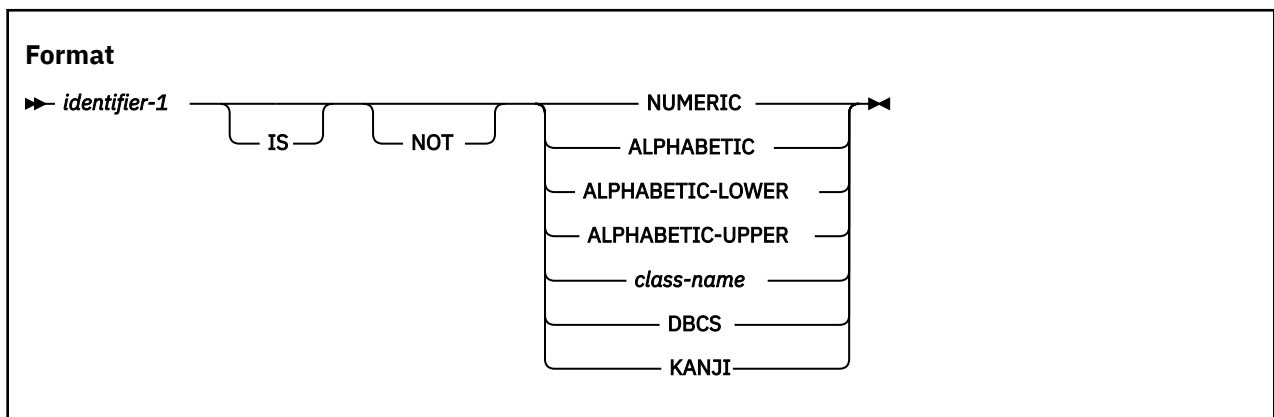 Format
identifier-1 NUMERIC
IS NOT ALPHABETIC
ALPHABETIC-LOWER
ALPHABETIC-UPPER
class-name
DBCS
KANJI